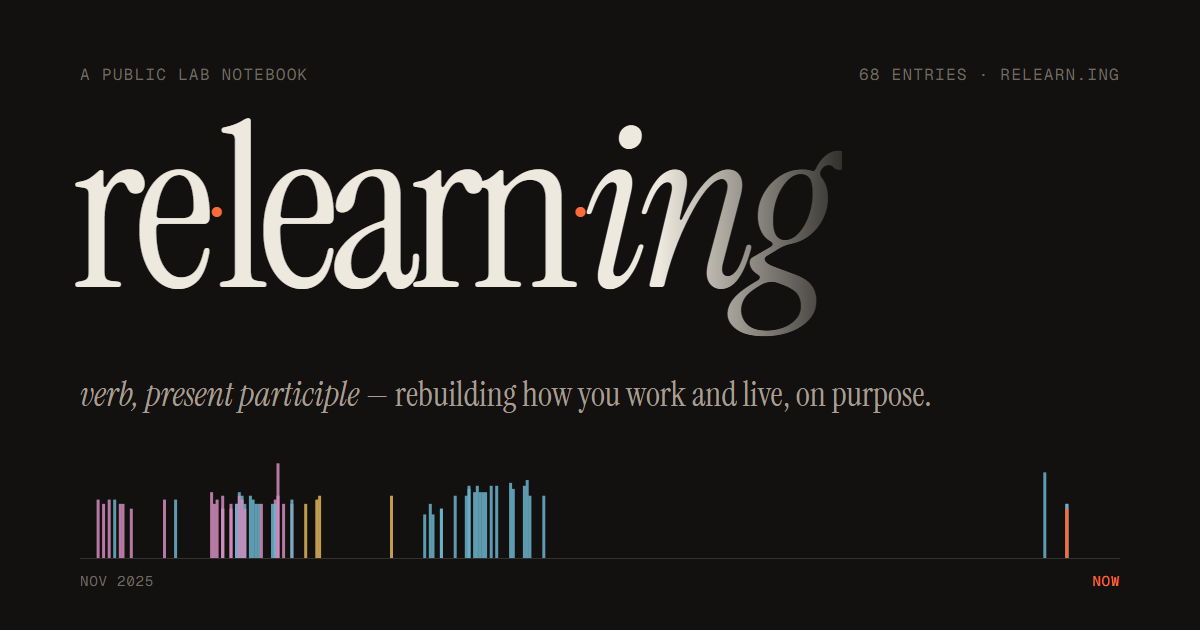 A PUBLIC LAB NOTEBOOK
68 ENTRIES · RELEARN.ING
re·learn·ing
verb, present participle — rebuilding how you work and live, on purpose.
NOV 2025
NOW